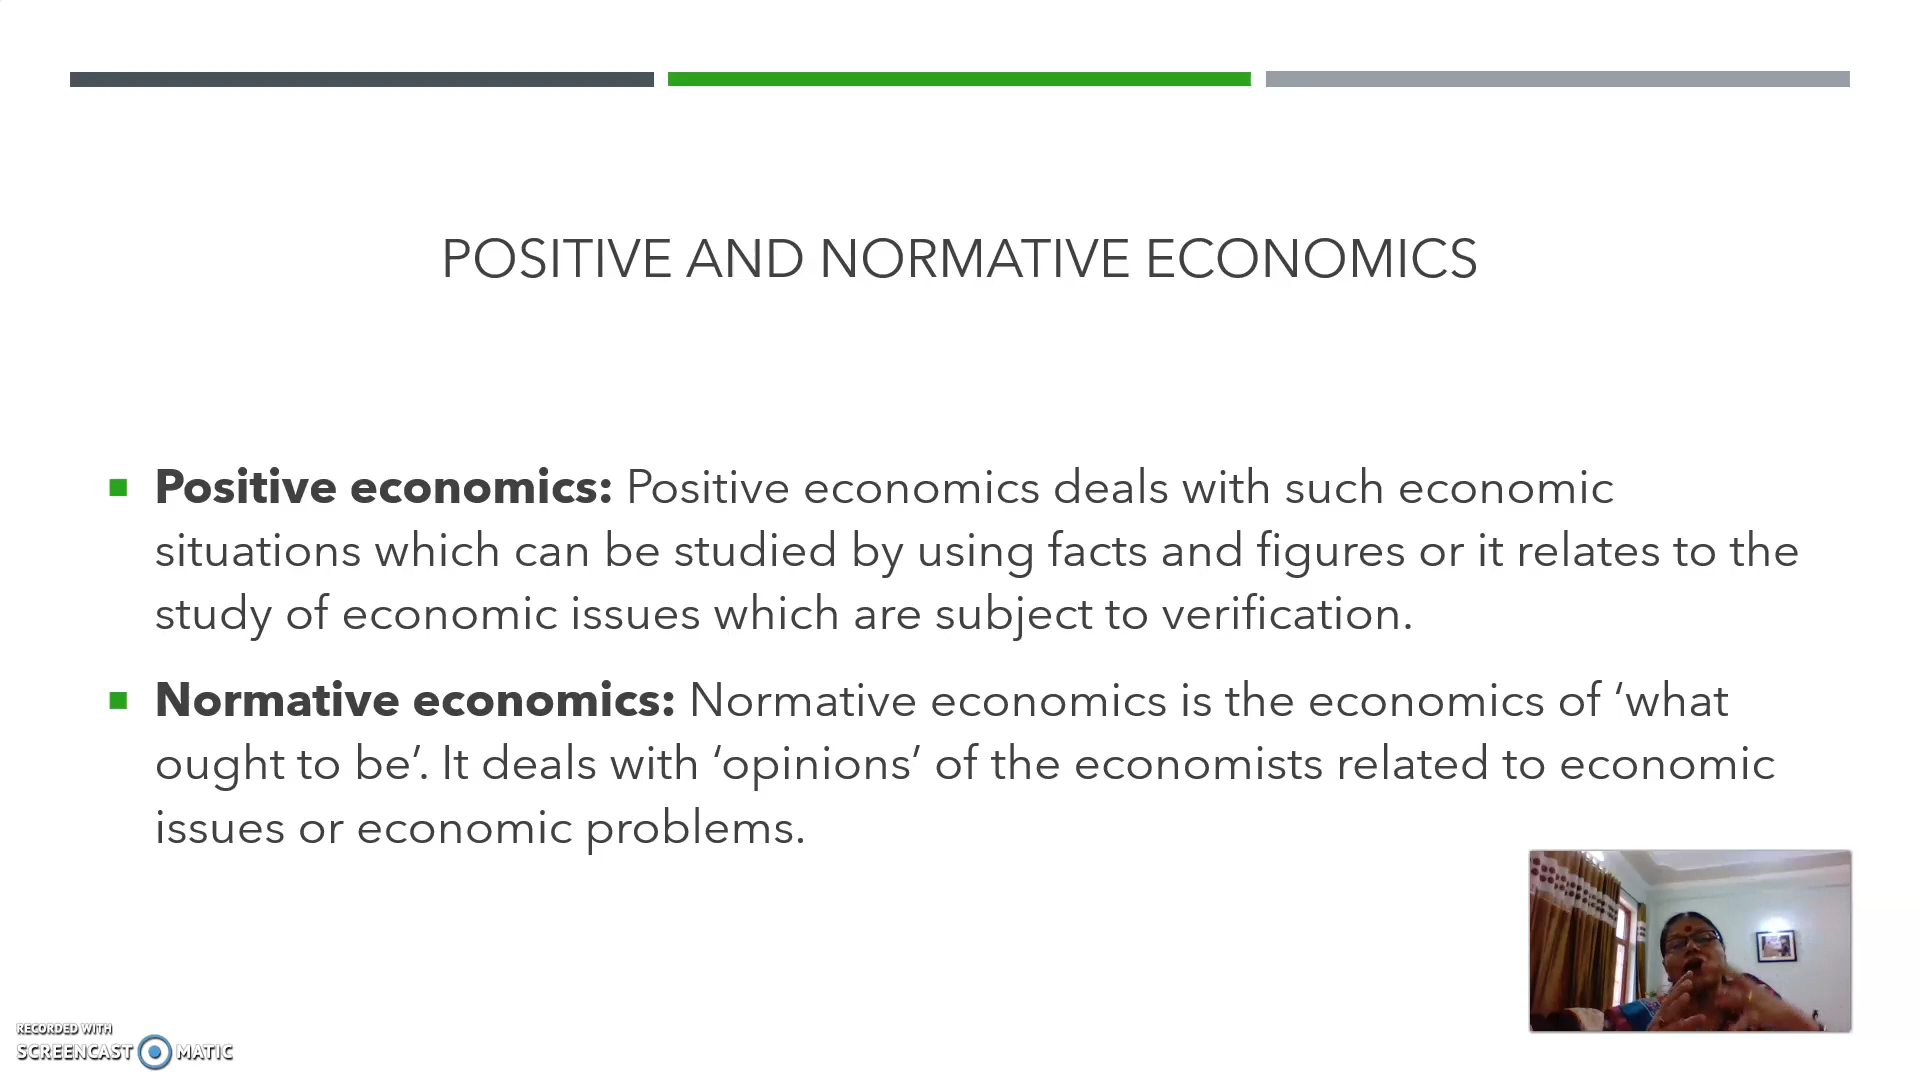 POSITIVE AND NORMATIVE ECONOMICS
Positive economics: Positive economics deals with such economic
situations which can be studied by using facts and figures or it relates to the
study of economic issues which are subject to verification.
Normative economics: Normative economics is the economics of ‘what
ought to be’. It deals with ‘opinions’ of the economists related to economic
issues or economic problems.
RECORDED WITH
SCREENCAST MATIC